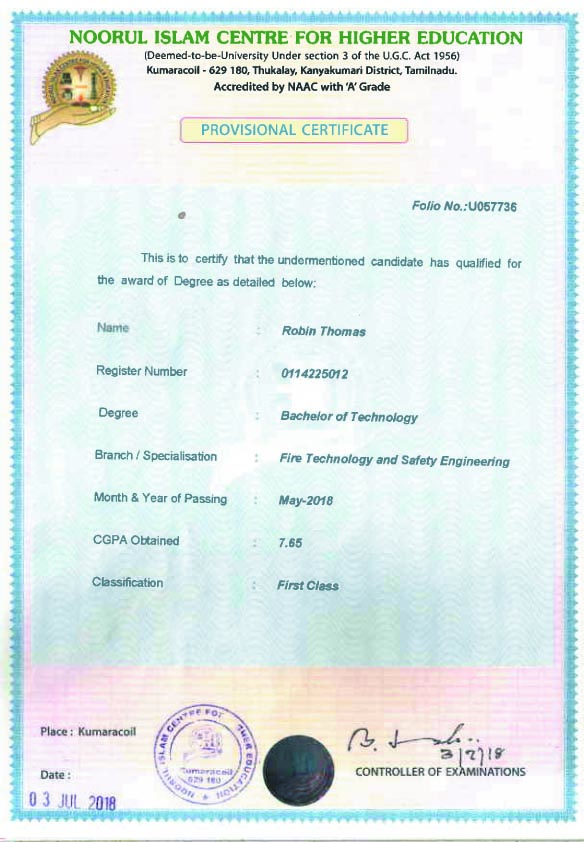 NOORUL ISLAM CENTRE FOR HIGHER EDUCATION
(Deemed-to-be-University Under section 3 of the U.G.C. Act 1956)
Kumaracoil - 629 180, Thukalay, Kanyakumari District, Tamilnadu.
Accredited by NAAC with 'A' Grade
PROVISIONAL CERTIFICATE
Folio No.:U057736
This is to certify that the undermentioned candidate has qualified for
the award of Degree as detailed below:
Name : Robin Thomas
Register Number : 0114225012
Degree : Bachelor of Technology
Branch / Specialisation : Fire Technology and Safety Engineering
Month & Year of Passing : May-2018
CGPA Obtained : 7.65
Classification : First Class
Place : Kumaracoil
NOORUL ISLAM CENTRE FOR HER EDUCATION
Kumaracoil
629 180
3/7/18
CONTROLLER OF EXAMINATIONS
Date :
03 JUL 2018